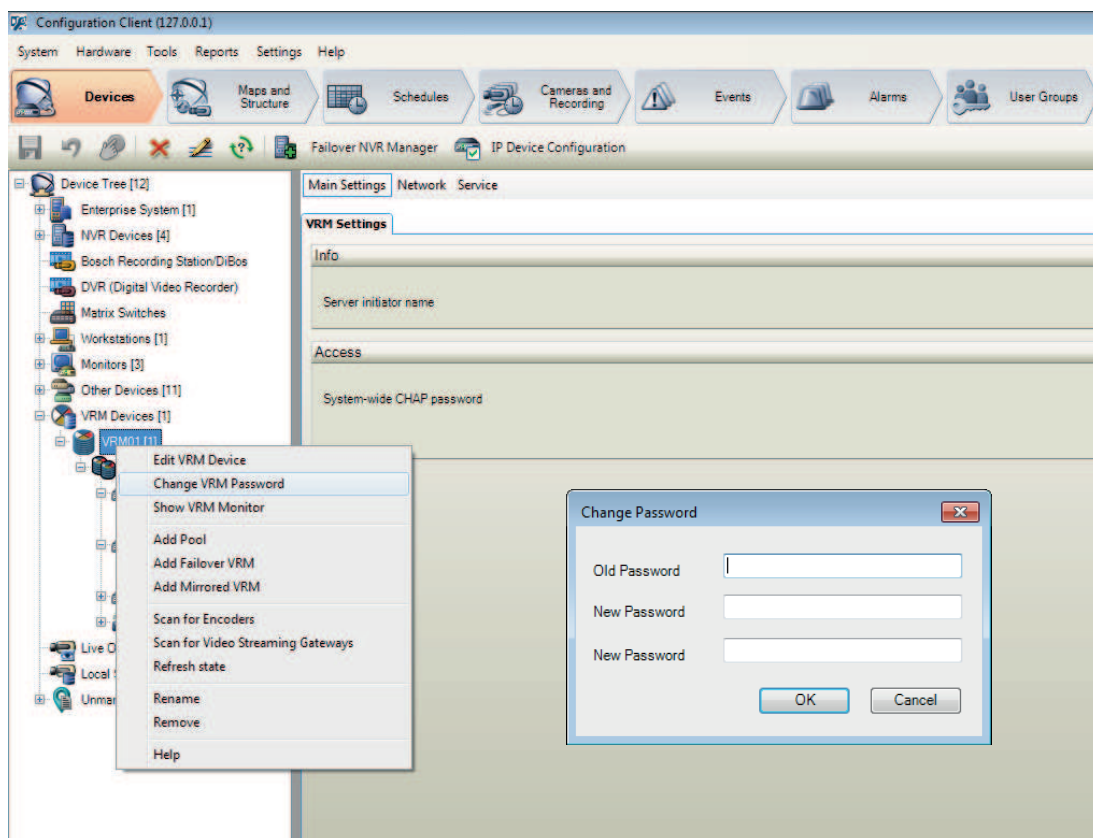 Configuration Client (127.0.0.1)
System Hardware Tools Reports Settings Help
Devices
Maps and
Structure
Schedules
Cameras and
Recording
Events
Alarms
User Groups
Failover NVR Manager
IP Device Configuration
Device Tree [12]
Enterprise System [1]
NVR Devices [4]
Bosch Recording Station/DiBos
DVR (Digital Video Recorder)
Matrix Switches
Workstations [1]
Monitors [3]
Other Devices [11]
VRM Devices [1]
VRM01 [1]
Live O
Local
Unmar
Edit VRM Device
Change VRM Password
Show VRM Monitor
Add Pool
Add Failover VRM
Add Mirrored VRM
Scan for Encoders
Scan for Video Streaming Gateways
Refresh state
Rename
Remove
Help
Main Settings Network Service
VRM Settings
Info
Server initiator name
Access
System-wide CHAP password
Change Password
Old Password
New Password
New Password
OK
Cancel